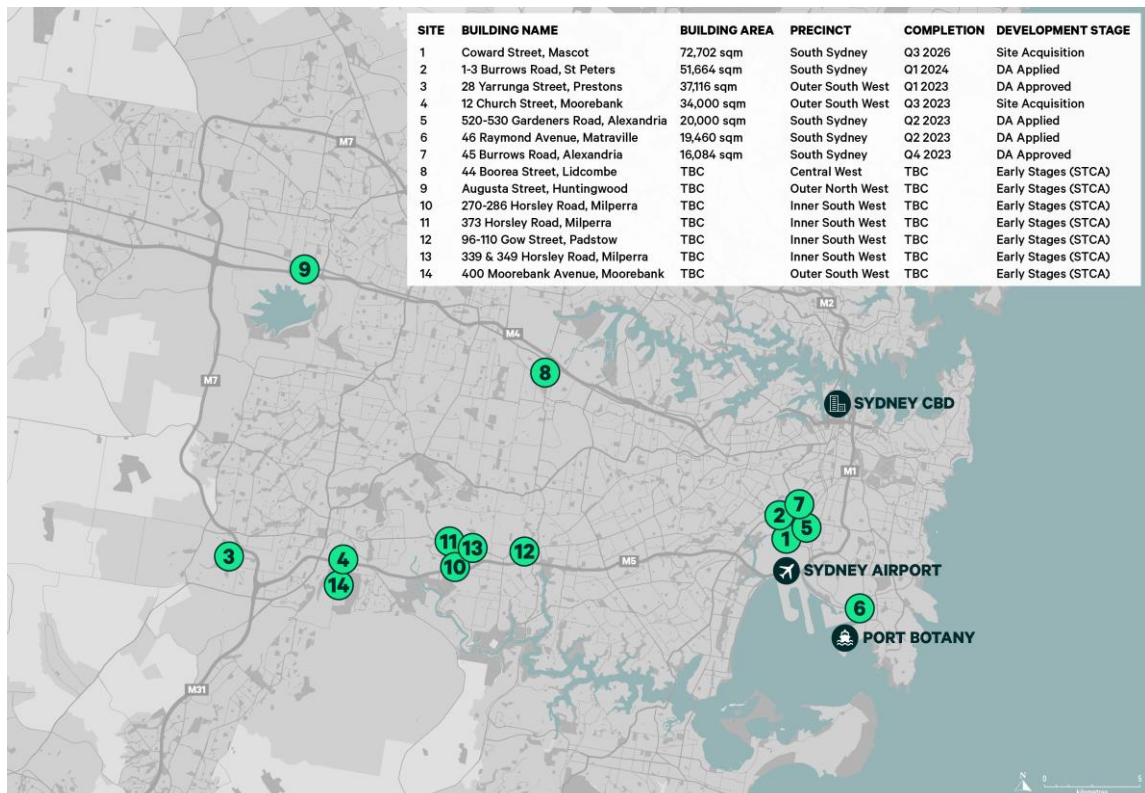 SITE BUILDING NAME BUILDING AREA PRECINCT COMPLETION DEVELOPMENT STAGE
1 Coward Street, Mascot 72,702 sqm South Sydney Q3 2026 Site Acquisition
2 1-3 Burrows Road, St Peters 51,664 sqm South Sydney Q1 2024 DA Applied
3 28 Yarrunga Street, Prestons 37,116 sqm Outer South West Q1 2023 DA Approved
4 12 Church Street, Moorebank 34,000 sqm Outer South West Q3 2023 Site Acquisition
5 520-530 Gardeners Road, Alexandria 20,000 sqm South Sydney Q2 2023 DA Applied
6 46 Raymond Avenue, Matraville 19,460 sqm South Sydney Q2 2023 DA Applied
7 45 Burrows Road, Alexandria 16,084 sqm South Sydney Q4 2023 DA Approved
8 44 Boorea Street, Lidcombe TBC Central West TBC Early Stages (STCA)
9 Augusta Street, Huntingwood TBC Outer North West TBC Early Stages (STCA)
10 270-286 Horsley Road, Milperra TBC Inner South West TBC Early Stages (STCA)
11 373 Horsley Road, Milperra TBC Inner South West TBC Early Stages (STCA)
12 96-110 Gow Street, Padstow TBC Inner South West TBC Early Stages (STCA)
13 339 & 349 Horsley Road, Milperra TBC Inner South West TBC Early Stages (STCA)
14 400 Moorebank Avenue, Moorebank TBC Outer South West TBC Early Stages (STCA)
M7
9
M2
M4
8
M7
SYDNEY CBD
M1
7
2
5
1
11
13
12
3
4
10
M5
SYDNEY AIRPORT
14
6
PORT BOTANY
M31
N
0 5
kilometres